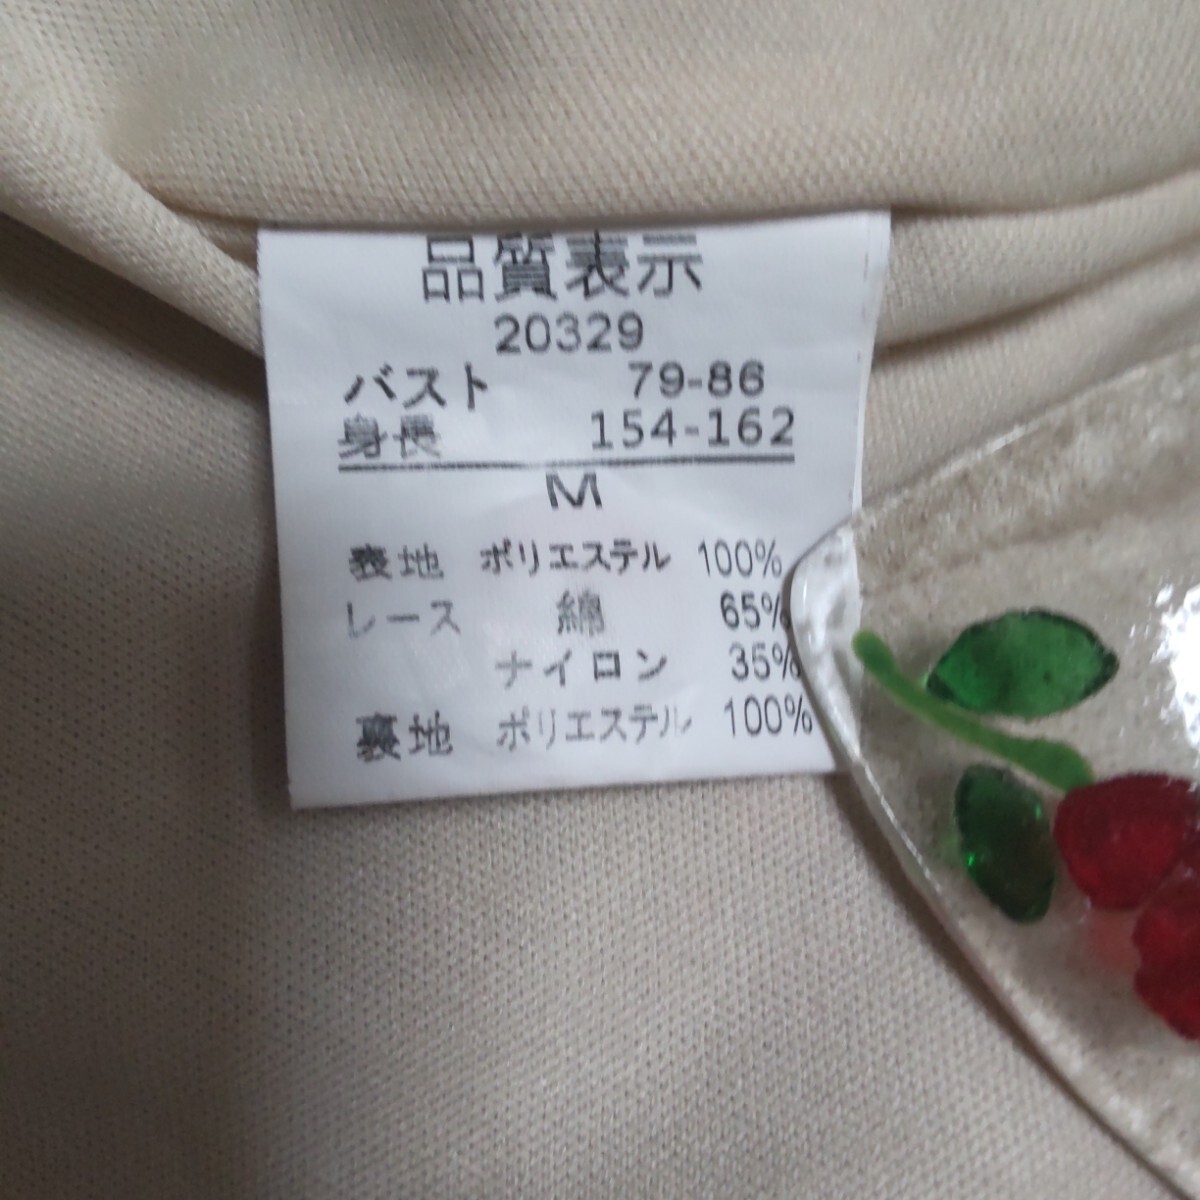 品質表示
20329
バスト 79-86
身長 154-162
M
表地 ポリエステル 100%
レース 綿 65%
ナイロン 35%
裏地 ポリエステル 100%